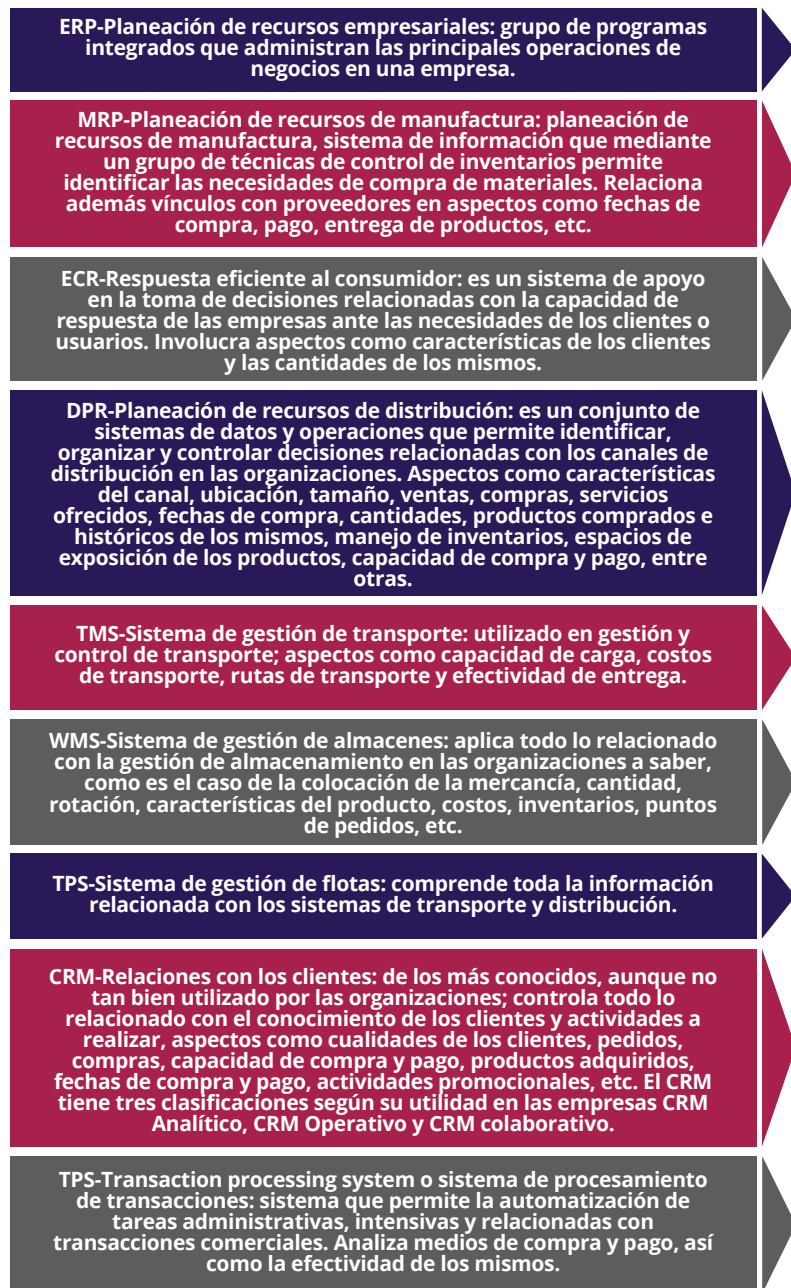 ERP-Planeación de recursos empresariales: grupo de programas
integrados que administran las principales operaciones de
negocios en una empresa.
MRP-Planeación de recursos de manufactura: planeación de
recursos de manufactura, sistema de información que mediante
un grupo de técnicas de control de inventarios permite
identificar las necesidades de compra de materiales. Relaciona
además vínculos con proveedores en aspectos como fechas de
compra, pago, entrega de productos, etc.
ECR-Respuesta eficiente al consumidor: es un sistema de apoyo
en la toma de decisiones relacionadas con la capacidad de
respuesta de las empresas ante las necesidades de los clientes o
usuarios. Involucra aspectos como características de los clientes
y las cantidades de los mismos.
DPR-Planeación de recursos de distribución: es un conjunto de
sistemas de datos y operaciones que permite identificar,
organizar y controlar decisiones relacionadas con los canales de
distribución en las organizaciones. Aspectos como características
del canal, ubicación, tamaño, ventas, compras, servicios
ofrecidos, fechas de compra, cantidades, productos comprados e
históricos de los mismos, manejo de inventarios, espacios de
exposición de los productos, capacidad de compra y pago, entre
otras.
TMS-Sistema de gestión de transporte: utilizado en gestión y
control de transporte; aspectos como capacidad de carga, costos
de transporte, rutas de transporte y efectividad de entrega.
WMS-Sistema de gestión de almacenes: aplica todo lo relacionado
con la gestión de almacenamiento en las organizaciones a saber,
como es el caso de la colocación de la mercancía, cantidad,
rotación, características del producto, costos, inventarios, puntos
de pedidos, etc.
TPS-Sistema de gestión de flotas: comprende toda la información
relacionada con los sistemas de transporte y distribución.
CRM-Relaciones con los clientes: de los más conocidos, aunque no
tan bien utilizado por las organizaciones; controla todo lo
relacionado con el conocimiento de los clientes y actividades a
realizar, aspectos como cualidades de los clientes, pedidos,
compras, capacidad de compra y pago, productos adquiridos,
fechas de compra y pago, actividades promocionales, etc. El CRM
tiene tres clasificaciones según su utilidad en las empresas CRM
Analítico, CRM Operativo y CRM colaborativo.
TPS-Transaction processing system o sistema de procesamiento
de transacciones: sistema que permite la automatización de
tareas administrativas, intensivas y relacionadas con
transacciones comerciales. Analiza medios de compra y pago, así
como la efectividad de los mismos.